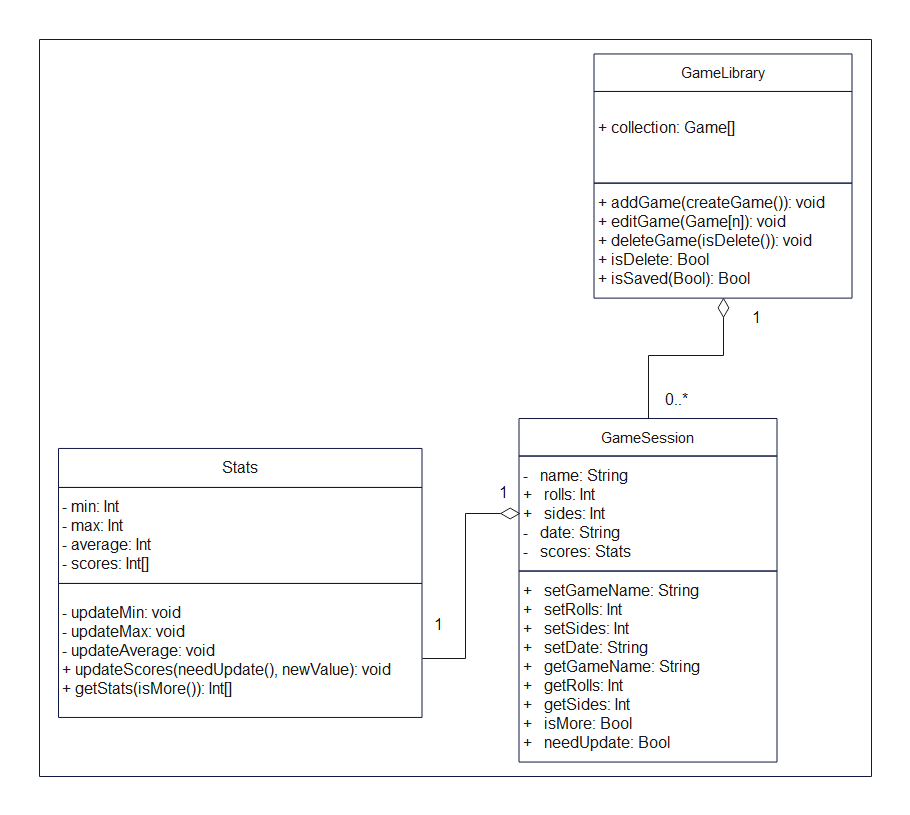 GameLibrary
+ collection: Game[]
+ addGame(createGame()): void
+ editGame(Game[n]): void
+ deleteGame(isDelete()): void
+ isDelete: Bool
+ isSaved(Bool): Bool
1
0..*
GameSession
- name: String
+ rolls: Int
+ sides: Int
- date: String
- scores: Stats
+ setGameName: String
+ setRolls: Int
+ setSides: Int
+ setDate: String
+ getGameName: String
+ getRolls: Int
+ getSides: Int
+ isMore: Bool
+ needUpdate: Bool
1
1
Stats
- min: Int
- max: Int
- average: Int
- scores: Int[]
- updateMin: void
- updateMax: void
- updateAverage: void
+ updateScores(needUpdate(), newValue): void
+ getStats(isMore()): Int[]